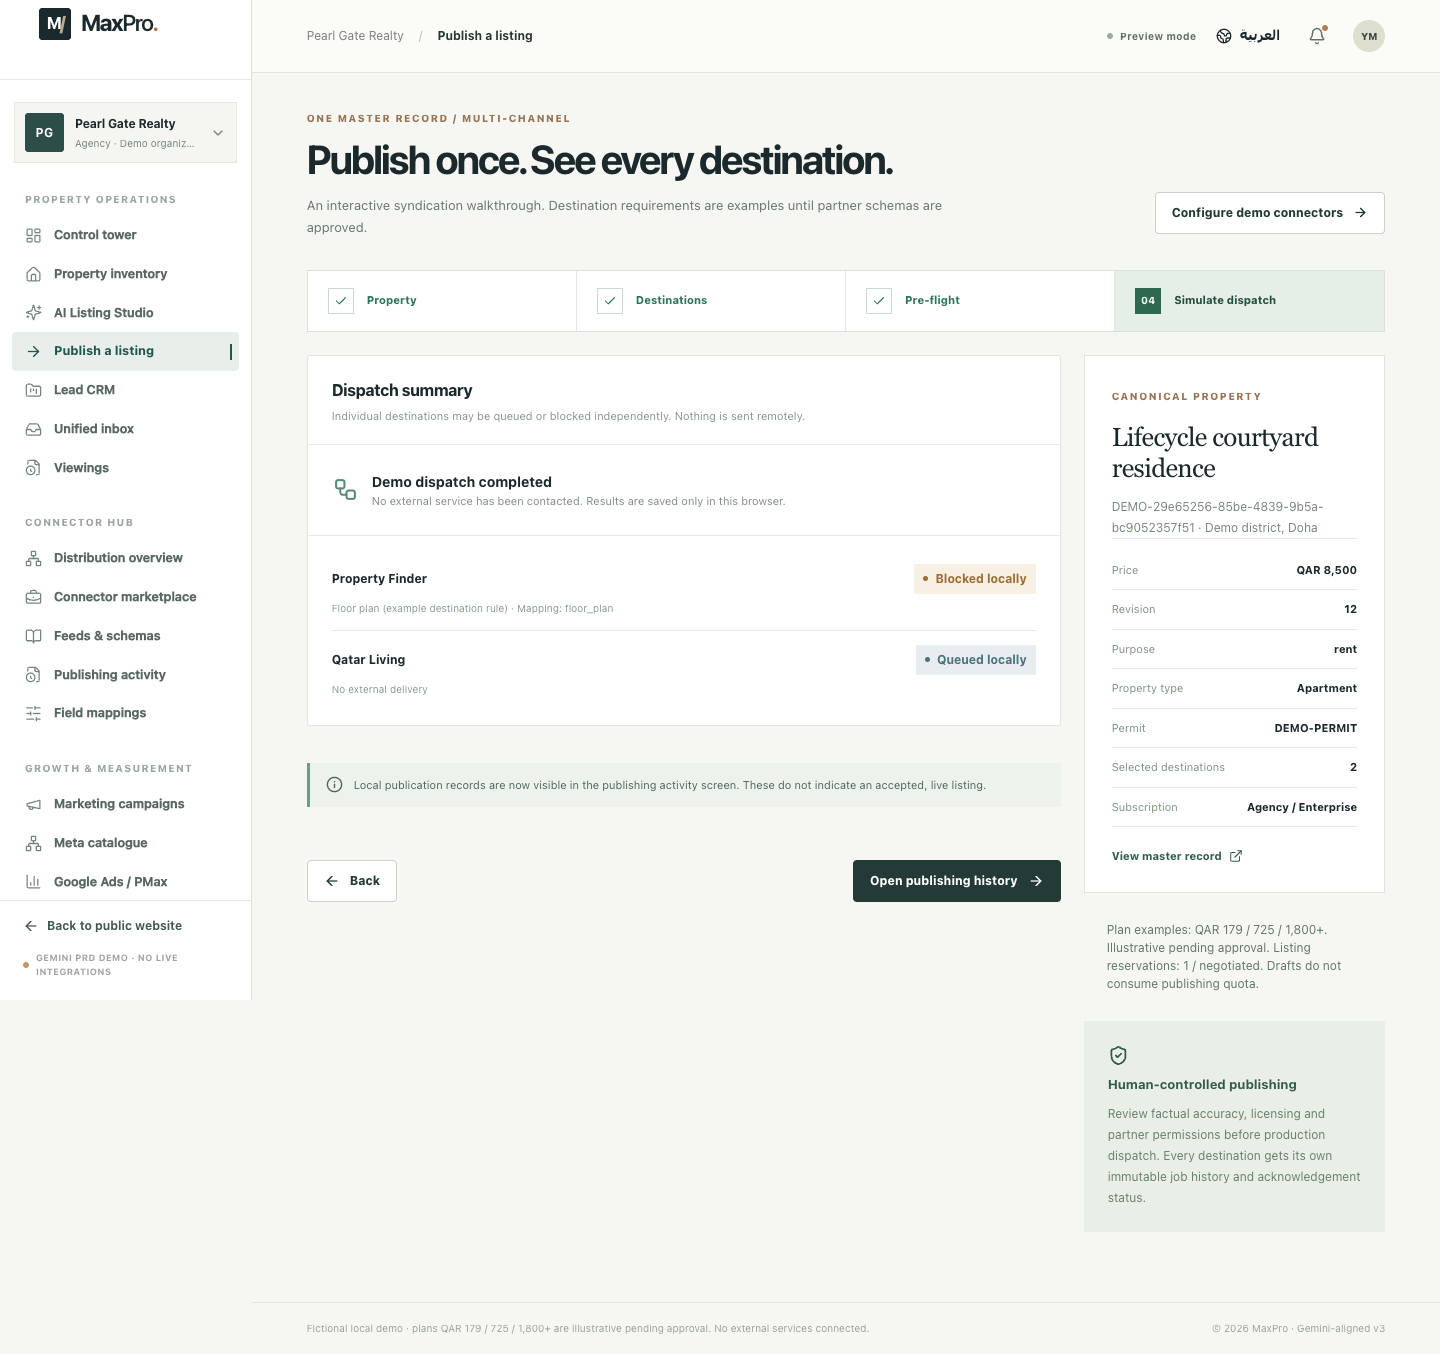 M/ MaxPro.
PG
Pearl Gate Realty
Agency · Demo organiz...
PROPERTY OPERATIONS
Control tower
Property inventory
AI Listing Studio
Publish a listing
Lead CRM
Unified inbox
Viewings
CONNECTOR HUB
Distribution overview
Connector marketplace
Feeds & schemas
Publishing activity
Field mappings
GROWTH & MEASUREMENT
Marketing campaigns
Meta catalogue
Google Ads / PMax
Back to public website
GEMINI PRD DEMO · NO LIVE
INTEGRATIONS
Pearl Gate Realty / Publish a listing
Preview mode
العربية
YM
ONE MASTER RECORD / MULTI-CHANNEL
Publish once. See every destination.
An interactive syndication walkthrough. Destination requirements are examples until partner schemas are
approved.
Configure demo connectors
Property
Destinations
Pre-flight
04 Simulate dispatch
Dispatch summary
Individual destinations may be queued or blocked independently. Nothing is sent remotely.
Demo dispatch completed
No external service has been contacted. Results are saved only in this browser.
Property Finder
Blocked locally
Floor plan (example destination rule) · Mapping: floor_plan
Qatar Living
Queued locally
No external delivery
Local publication records are now visible in the publishing activity screen. These do not indicate an accepted, live listing.
Back
Open publishing history
CANONICAL PROPERTY
Lifecycle courtyard
residence
DEMO-29e65256-85be-4839-9b5a-
bc9052357f51 · Demo district, Doha
Price QAR 8,500
Revision 12
Purpose rent
Property type Apartment
Permit DEMO-PERMIT
Selected destinations 2
Subscription Agency / Enterprise
View master record
Plan examples: QAR 179 / 725 / 1,800+.
Illustrative pending approval. Listing
reservations: 1 / negotiated. Drafts do not
consume publishing quota.
Human-controlled publishing
Review factual accuracy, licensing and
partner permissions before production
dispatch. Every destination gets its own
immutable job history and acknowledgement
status.
Fictional local demo · plans QAR 179 / 725 / 1,800+ are illustrative pending approval. No external services connected.
© 2026 MaxPro · Gemini-aligned v3